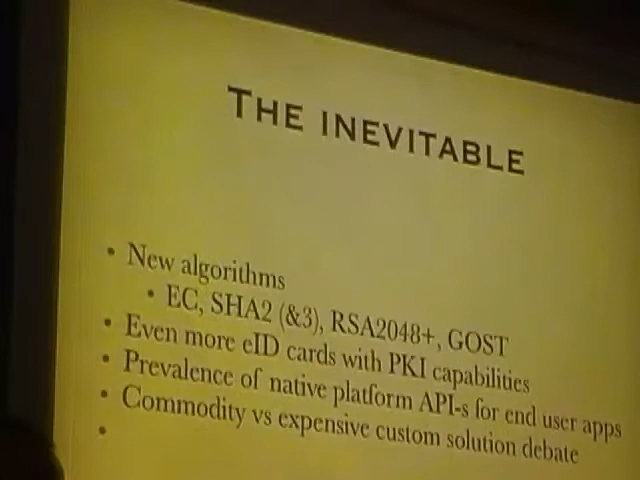 THE INEVITABLE
• New algorithms
• EC, SHA2 (&3), RSA2048+, GOST
• Even more eID cards with PKI capabilities
• Prevalence of native platform API-s for end user apps
• Commodity vs expensive custom solution debate
•